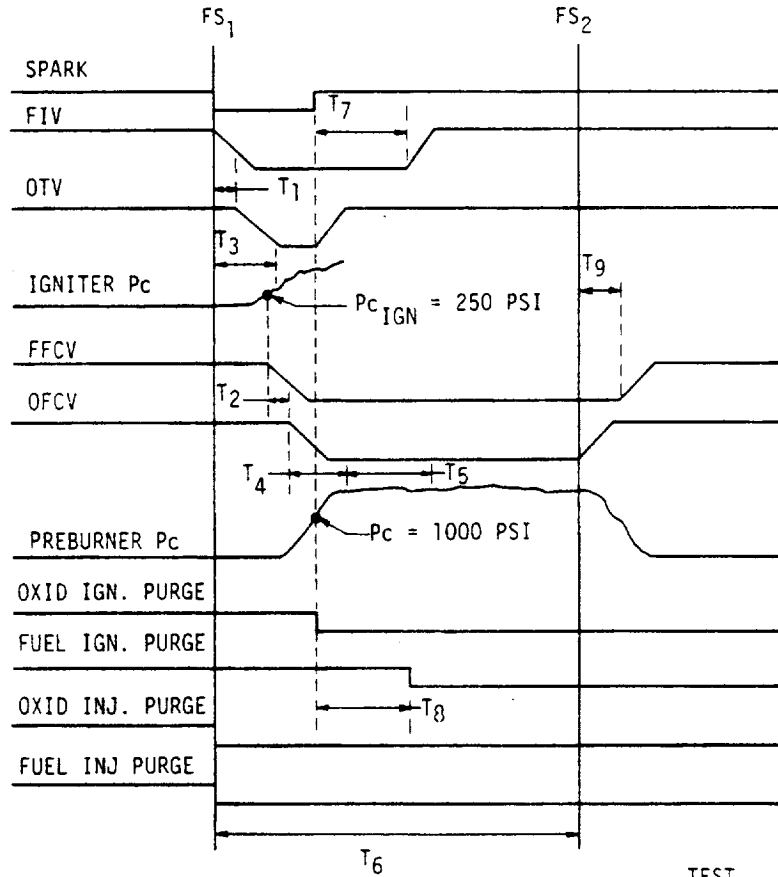 FS1 FS2
SPARK
T7
FIV
T1
OTV
T3
T9
IGNITER Pc
PcIGN = 250 PSI
FFCV
T2
OFCV
T4 T5
Pc = 1000 PSI
PREBURNER Pc
OXID IGN. PURGE
FUEL IGN. PURGE
OXID INJ. PURGE
T8
FUEL INJ PURGE
T6
TEST